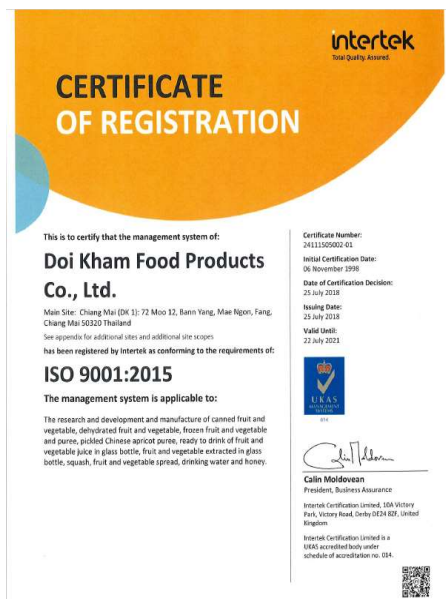 intertek
Total Quality. Assured.
CERTIFICATE
OF REGISTRATION
This is to certify that the management system of:
Doi Kham Food Products
Co., Ltd.
Main Site: Chiang Mai (DK 1): 72 Moo 12, Bann Yang, Mae Ngon, Fang,
Chiang Mai 50320 Thailand
See appendix for additional sites and additional site scopes
has been registered by Intertek as conforming to the requirements of:
ISO 9001:2015
The management system is applicable to:
The research and development and manufacture of canned fruit and
vegetable, dehydrated fruit and vegetable, frozen fruit and vegetable
and puree, pickled Chinese apricot puree, ready to drink of fruit and
vegetable juice in glass bottle, fruit and vegetable extracted in glass
bottle, squash, fruit and vegetable spread, drinking water and honey.
Certificate Number:
24111505002-01
Initial Certification Date:
06 November 1998
Date of Certification Decision:
25 July 2018
Issuing Date:
25 July 2018
Valid Until:
22 July 2021
UKAS
MANAGEMENT
SYSTEMS
014
Calin Moldovean
Calin Moldovean
President, Business Assurance
Intertek Certification Limited, 10A Victory
Park, Victory Road, Derby DE24 8ZF, United
Kingdom
Intertek Certification Limited is a
UKAS accredited body under
schedule of accreditation no. 014.